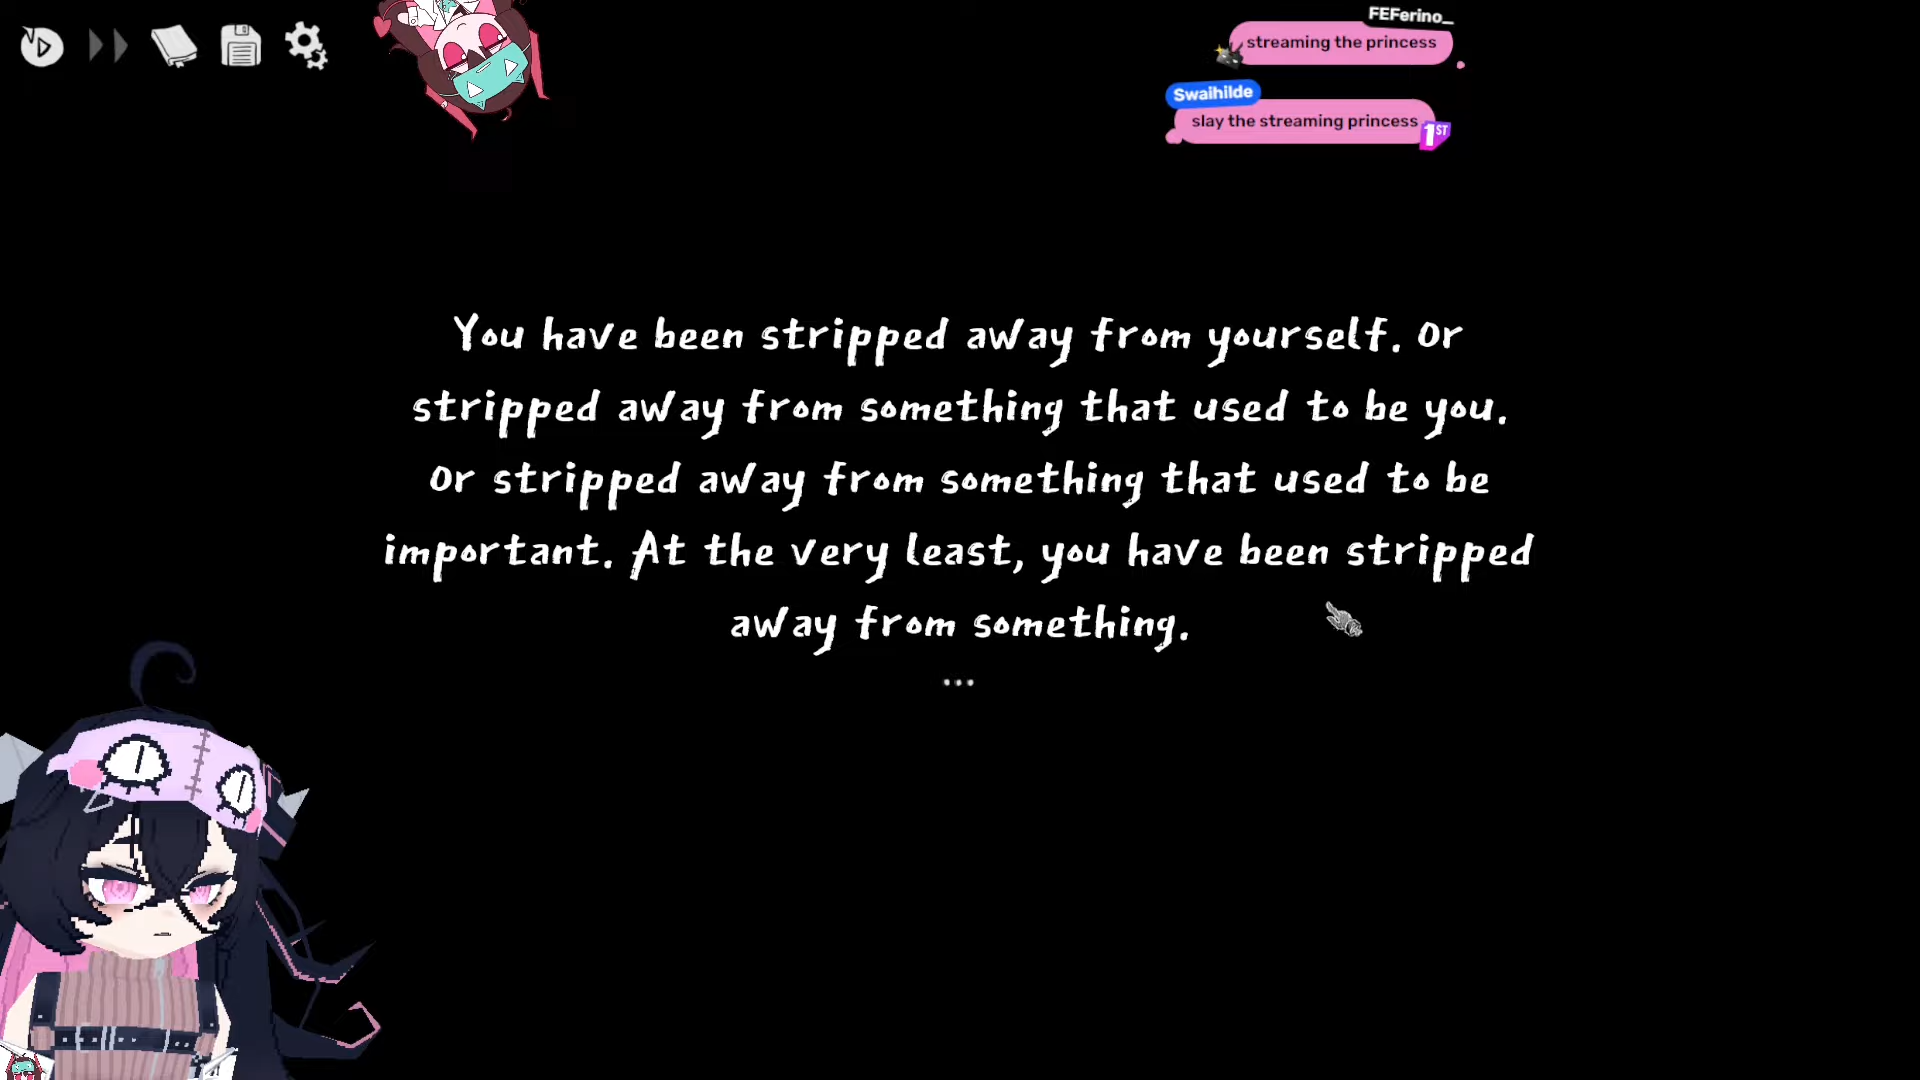 FEFerino_
streaming the princess
Swaihilde
slay the streaming princess
1ST
You have been stripped away from yourself. Or
stripped away from something that used to be you.
Or stripped away from something that used to be
important. At the very least, you have been stripped
away from something.
...